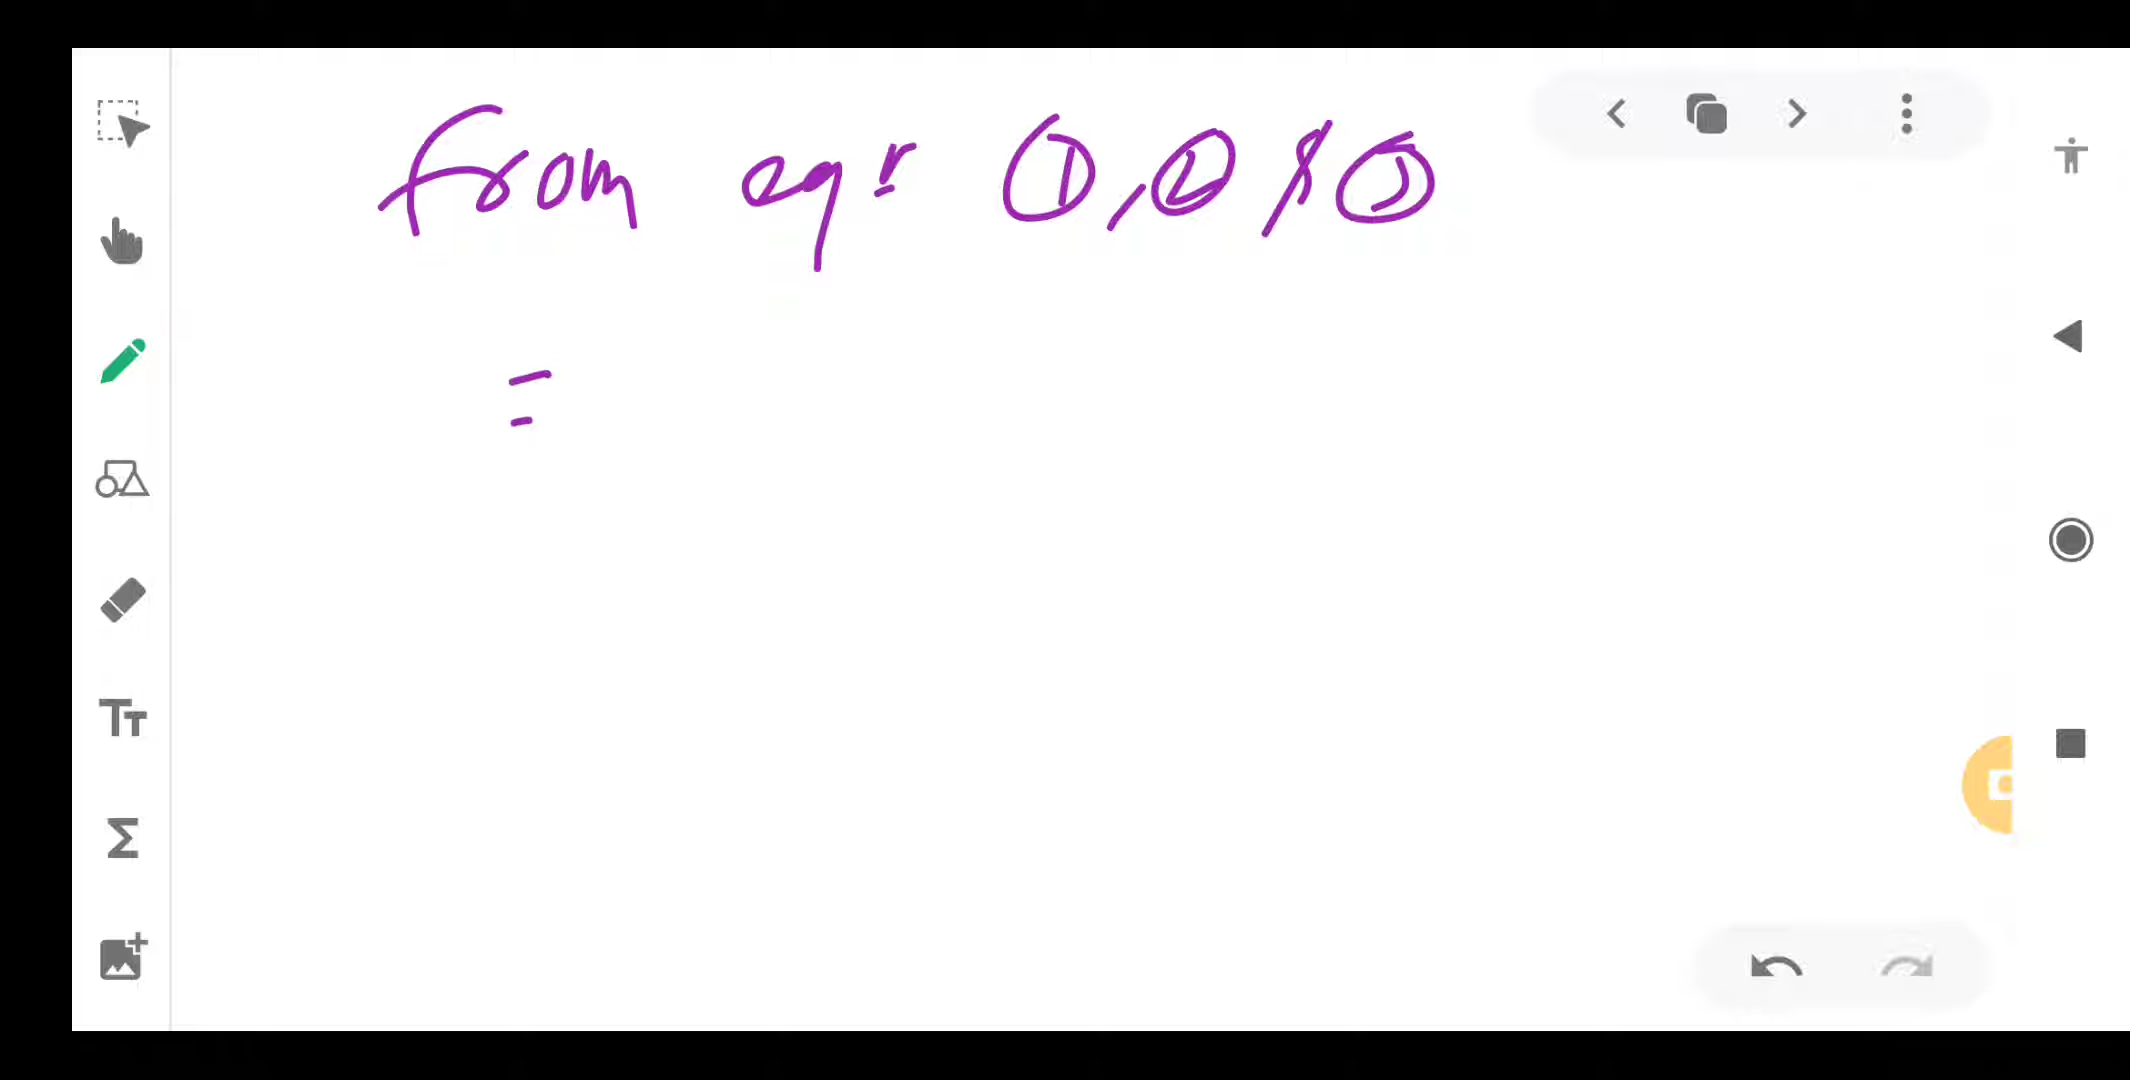 from eqn ①, ② & ③
=